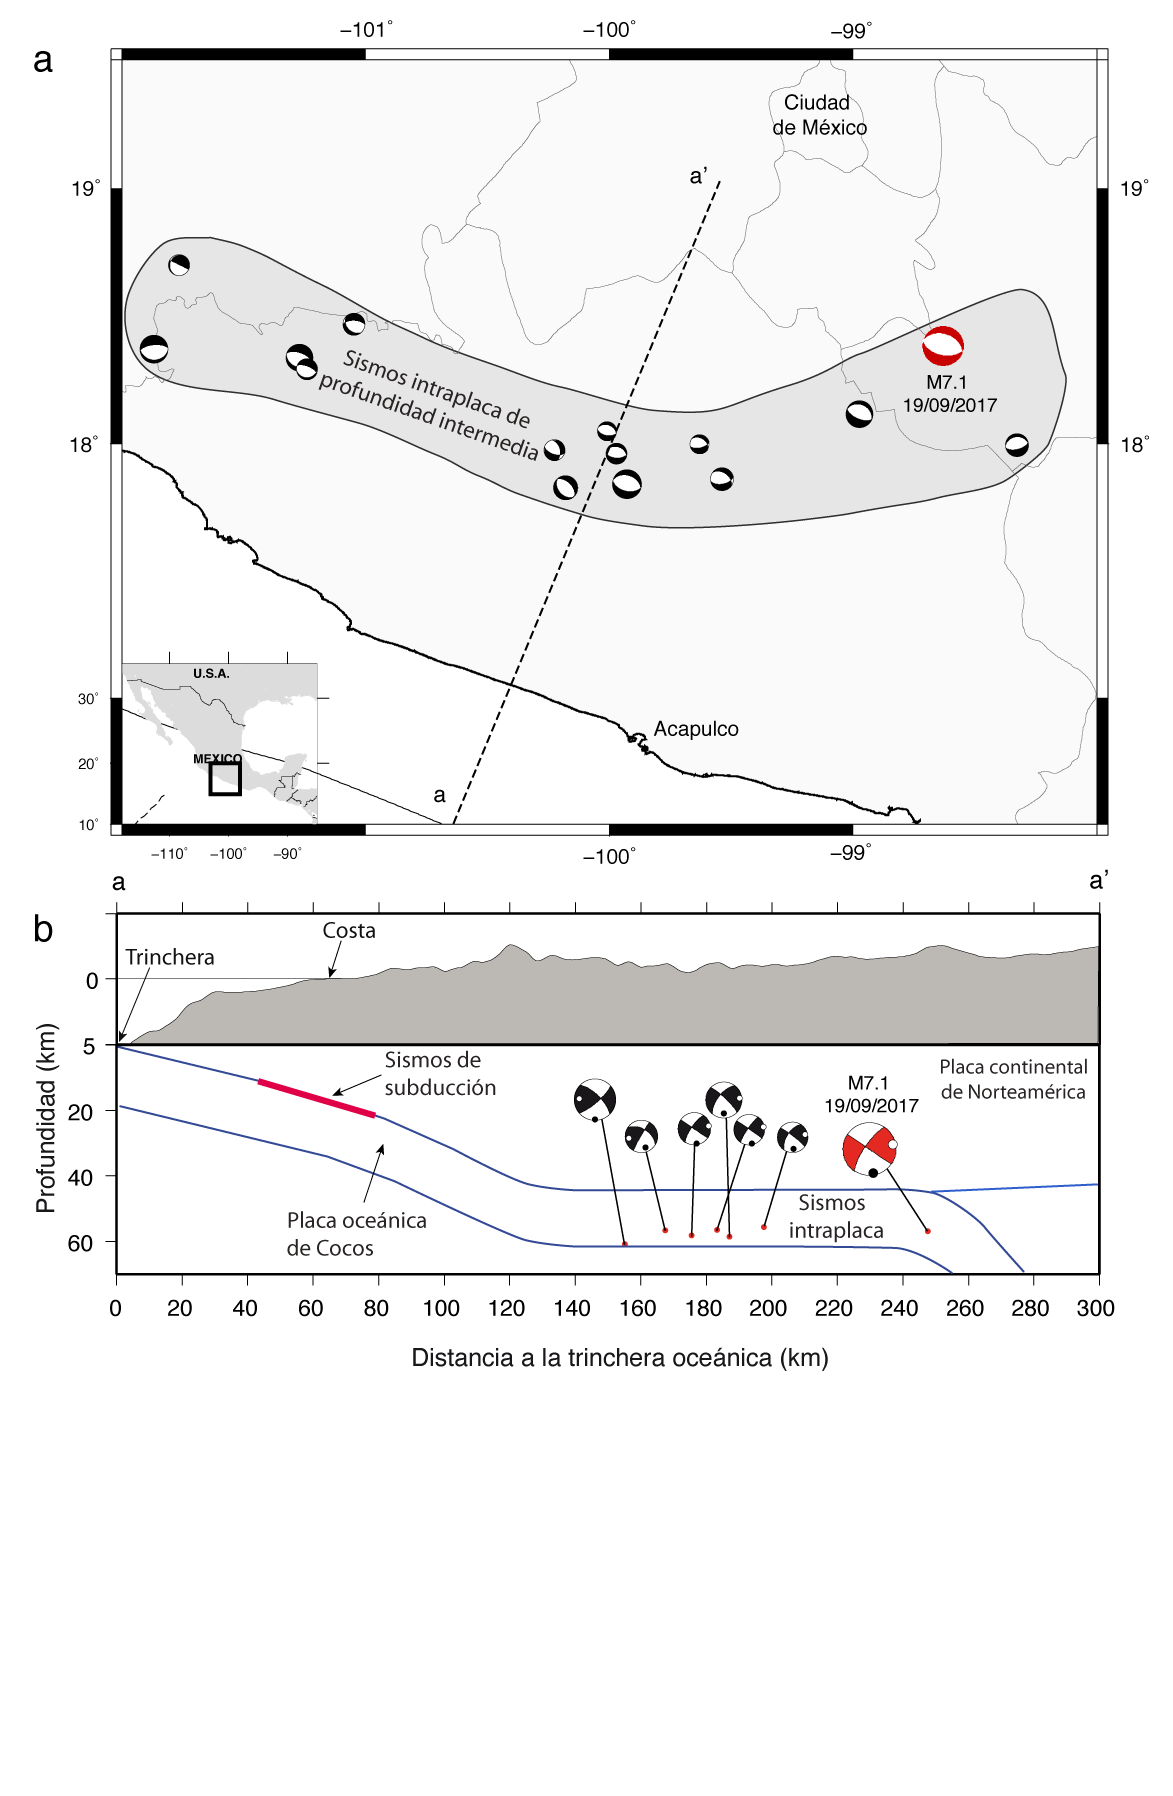 −101° −100° −99°
a
Ciudad
de México
a’
19° 19°
Sismos intraplaca de
profundidad intermedia
M7.1
19/09/2017
18° 18°
U.S.A.
30°
Acapulco
MEXICO
20°
a
10°
−110° −100° −90°
−100° −99°
a a’
b
Costa
Trinchera
0
5
Sismos de
subducción
Placa continental
de Norteamérica
M7.1
19/09/2017
20
40
Sismos
intraplaca
Placa oceánica
de Cocos
60
Profundidad (km)
0 20 40 60 80 100 120 140 160 180 200 220 240 260 280 300
Distancia a la trinchera oceánica (km)